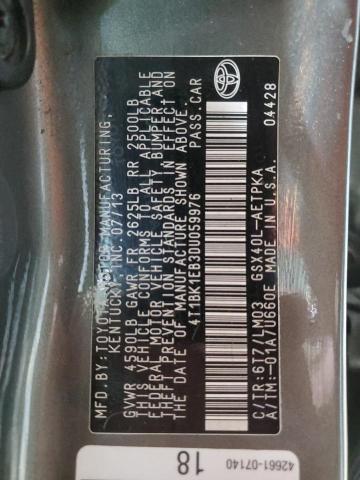 MFD.BY:TOYOTA MOTOR MANUFACTURING,
KENTUCKY,INC.07/13
GVWR 4590LB GAWR FR 2625LB RR 2500LB
THIS VEHICLE CONFORMS TO ALL APPLICABLE
FEDERAL MOTOR VEHICLE SAFETY, BUMPER AND
THEFT PREVENTION STANDARDS IN EFFECT ON
THE DATE OF MANUFACTURE SHOWN ABOVE.
4T1BK1EB3DU059976 PASS.CAR
C/TR:6T7/LM03 GSX40L-AETPKA
A/TM:-01A/U660E MADE IN U.S.A. 04428
42661-07140
18